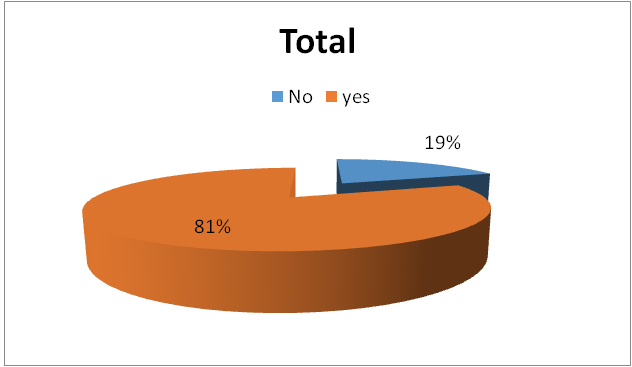 Total
No yes
19%
81%